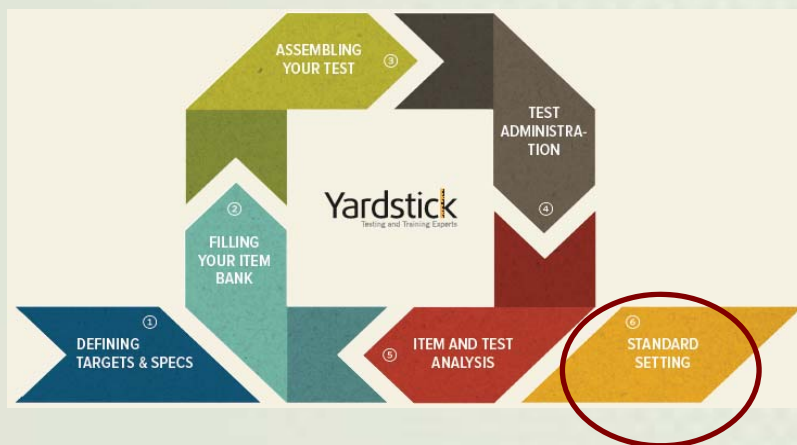 ①
DEFINING
TARGETS & SPECS
②
FILLING
YOUR ITEM
BANK
ASSEMBLING
YOUR TEST
③
TEST
ADMINISTRA-
TION
④
⑤
ITEM AND TEST
ANALYSIS
⑥
STANDARD
SETTING
Yardstick
Testing and Training Experts